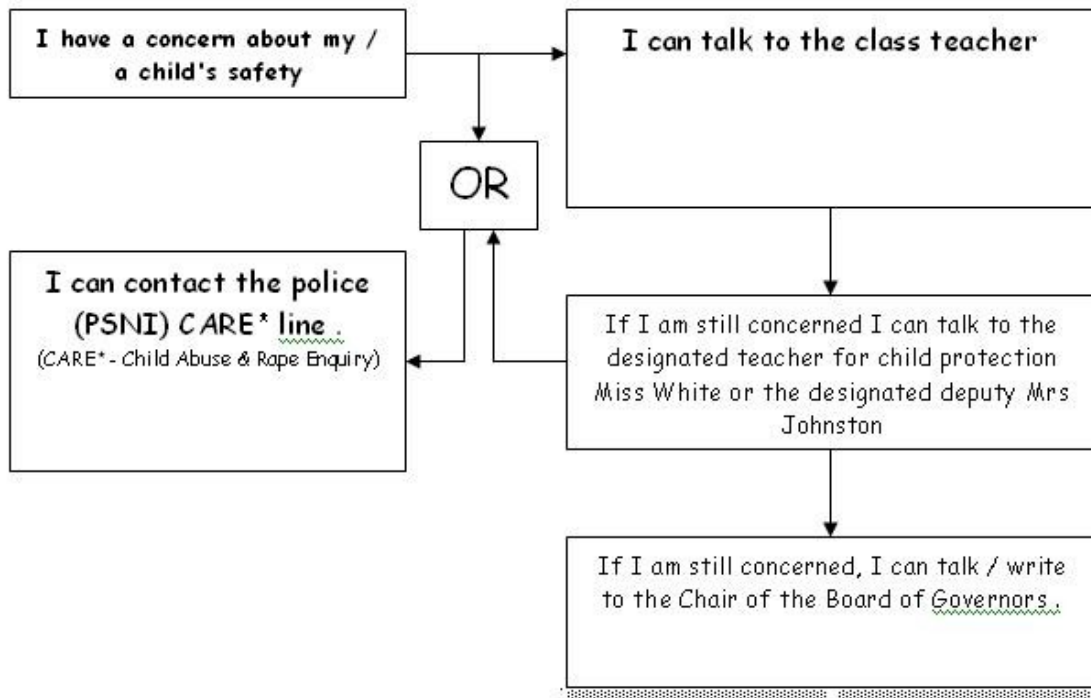 I have a concern about my /
a child's safety
I can talk to the class teacher
OR
I can contact the police
(PSNI) CARE* line .
(CARE* - Child Abuse & Rape Enquiry)
If I am still concerned I can talk to the
designated teacher for child protection
Miss White or the designated deputy Mrs
Johnston
If I am still concerned, I can talk / write
to the Chair of the Board of Governors .